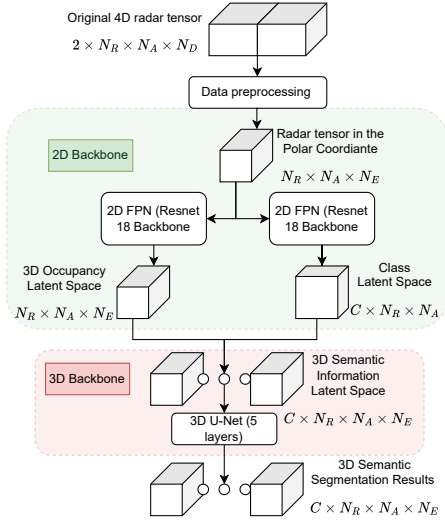 Original 4D radar tensor
2 × N_R × N_A × N_D
Data preprocessing
2D Backbone
Radar tensor in the
Polar Coordiante
N_R × N_A × N_E
2D FPN (Resnet
18 Backbone
2D FPN (Resnet
18 Backbone
3D Occupancy
Latent Space
N_R × N_A × N_E
Class
Latent Space
C × N_R × N_A
3D Backbone
3D Semantic
Information
Latent Space
C × N_R × N_A × N_E
3D U-Net (5
layers)
3D Semantic
Segmentation Results
C × N_R × N_A × N_E